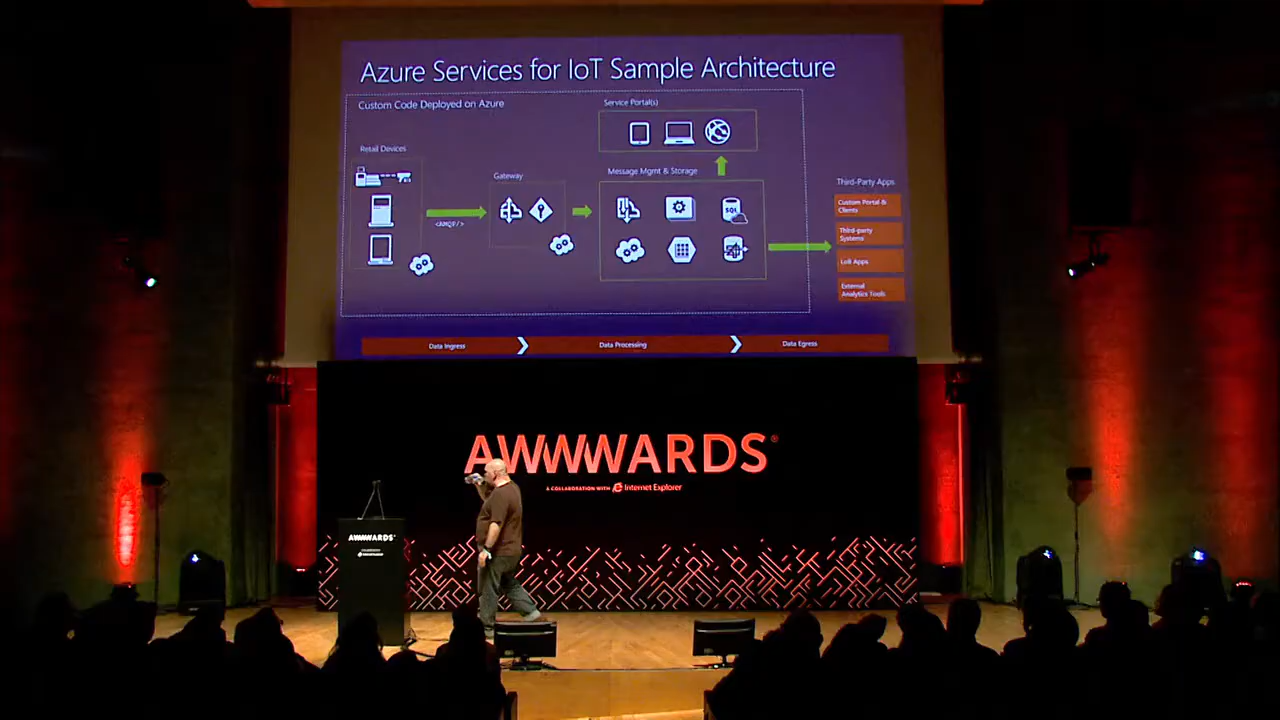 Azure Services for IoT Sample Architecture
Custom Code Deployed on Azure
Service Portal(s)
Retail Devices
Gateway
Message Mgmt & Storage
<AMQP/>
SQL
Third-Party Apps
Custom Portal &
Clients
Third-party
Systems
LoB Apps
External
Analytics Tools
Data Ingress
Data Processing
Data Egress
AWWWARDS®
A COLLABORATION WITH Internet Explorer
AWWWARDS®